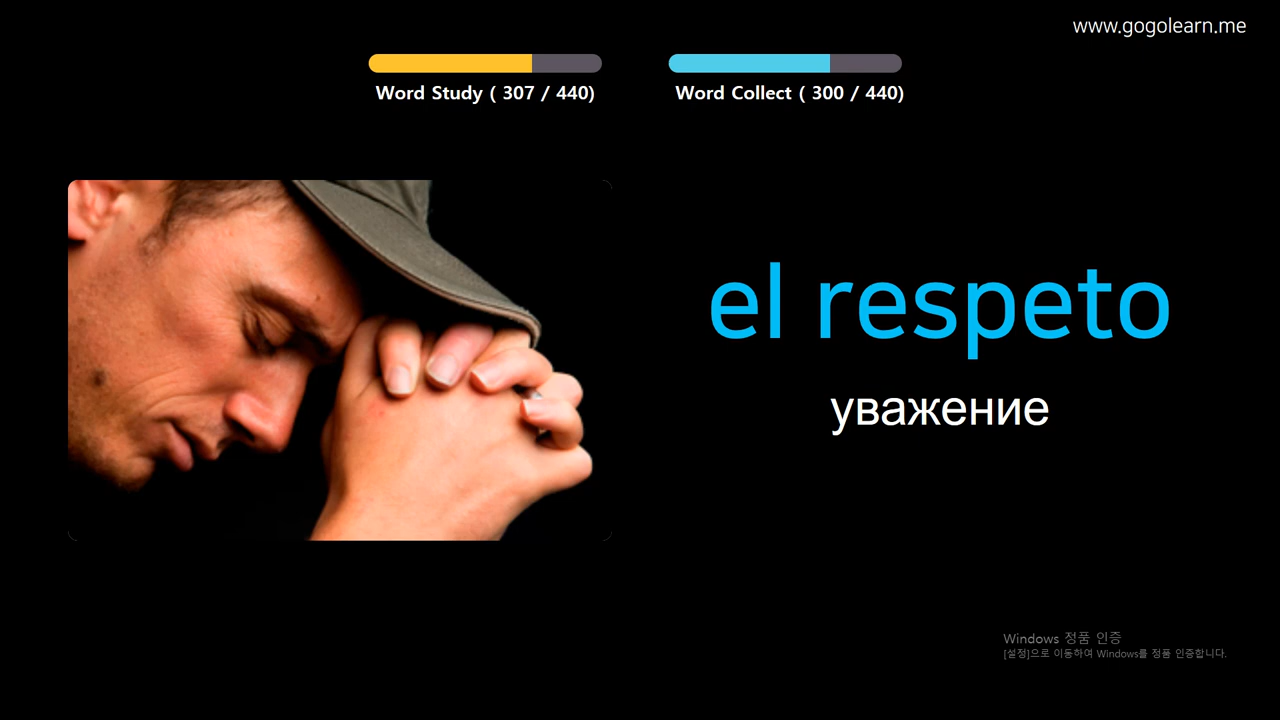 www.gogolearn.me
Word Study ( 307 / 440)
Word Collect ( 300 / 440)
el respeto
уважение
Windows 정품 인증
[설정]으로 이동하여 Windows를 정품 인증합니다.